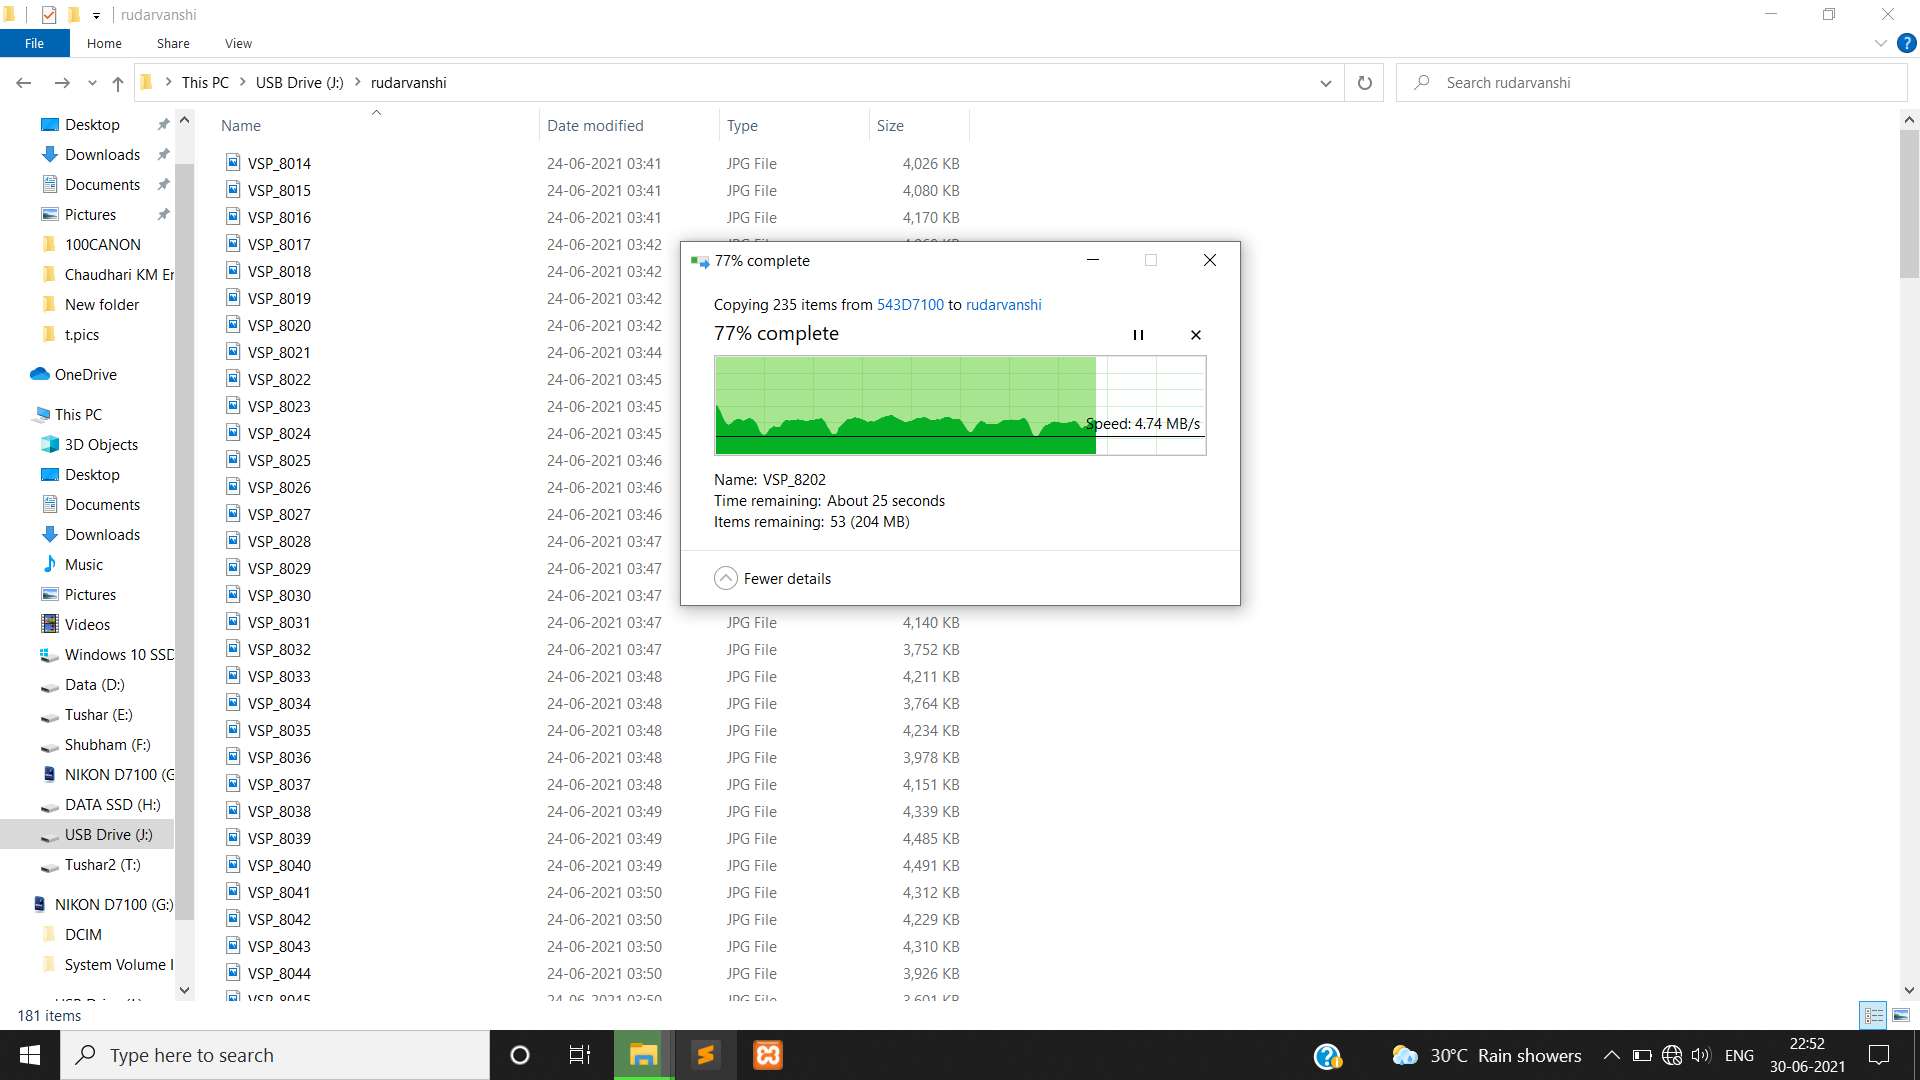 rudarvanshi
File Home Share View
This PC USB Drive (J:) rudarvanshi
Search rudarvanshi
Desktop
Downloads
Documents
Pictures
100CANON
Chaudhari KM Er
New folder
t.pics
OneDrive
This PC
3D Objects
Desktop
Documents
Downloads
Music
Pictures
Videos
Windows 10 SSD
Data (D:)
Tushar (E:)
Shubham (F:)
NIKON D7100 (G
DATA SSD (H:)
USB Drive (J:)
Tushar2 (T:)
NIKON D7100 (G:)
DCIM
System Volume I
Name Date modified Type Size
VSP_8014 24-06-2021 03:41 JPG File 4,026 KB
VSP_8015 24-06-2021 03:41 JPG File 4,080 KB
VSP_8016 24-06-2021 03:41 JPG File 4,170 KB
VSP_8017 24-06-2021 03:42
VSP_8018 24-06-2021 03:42
VSP_8019 24-06-2021 03:42
VSP_8020 24-06-2021 03:42
VSP_8021 24-06-2021 03:44
VSP_8022 24-06-2021 03:45
VSP_8023 24-06-2021 03:45
VSP_8024 24-06-2021 03:45
VSP_8025 24-06-2021 03:46
VSP_8026 24-06-2021 03:46
VSP_8027 24-06-2021 03:46
VSP_8028 24-06-2021 03:47
VSP_8029 24-06-2021 03:47
VSP_8030 24-06-2021 03:47
VSP_8031 24-06-2021 03:47 JPG File 4,140 KB
VSP_8032 24-06-2021 03:47 JPG File 3,752 KB
VSP_8033 24-06-2021 03:48 JPG File 4,211 KB
VSP_8034 24-06-2021 03:48 JPG File 3,764 KB
VSP_8035 24-06-2021 03:48 JPG File 4,234 KB
VSP_8036 24-06-2021 03:48 JPG File 3,978 KB
VSP_8037 24-06-2021 03:48 JPG File 4,151 KB
VSP_8038 24-06-2021 03:49 JPG File 4,339 KB
VSP_8039 24-06-2021 03:49 JPG File 4,485 KB
VSP_8040 24-06-2021 03:49 JPG File 4,491 KB
VSP_8041 24-06-2021 03:50 JPG File 4,312 KB
VSP_8042 24-06-2021 03:50 JPG File 4,229 KB
VSP_8043 24-06-2021 03:50 JPG File 4,310 KB
VSP_8044 24-06-2021 03:50 JPG File 3,926 KB
VSP_8045 24-06-2021 03:50 JPG File 3,601 KB
77% complete
Copying 235 items from 543D7100 to rudarvanshi
77% complete
Speed: 4.74 MB/s
Name: VSP_8202
Time remaining: About 25 seconds
Items remaining: 53 (204 MB)
Fewer details
181 items
Type here to search
30°C Rain showers
ENG
22:52
30-06-2021